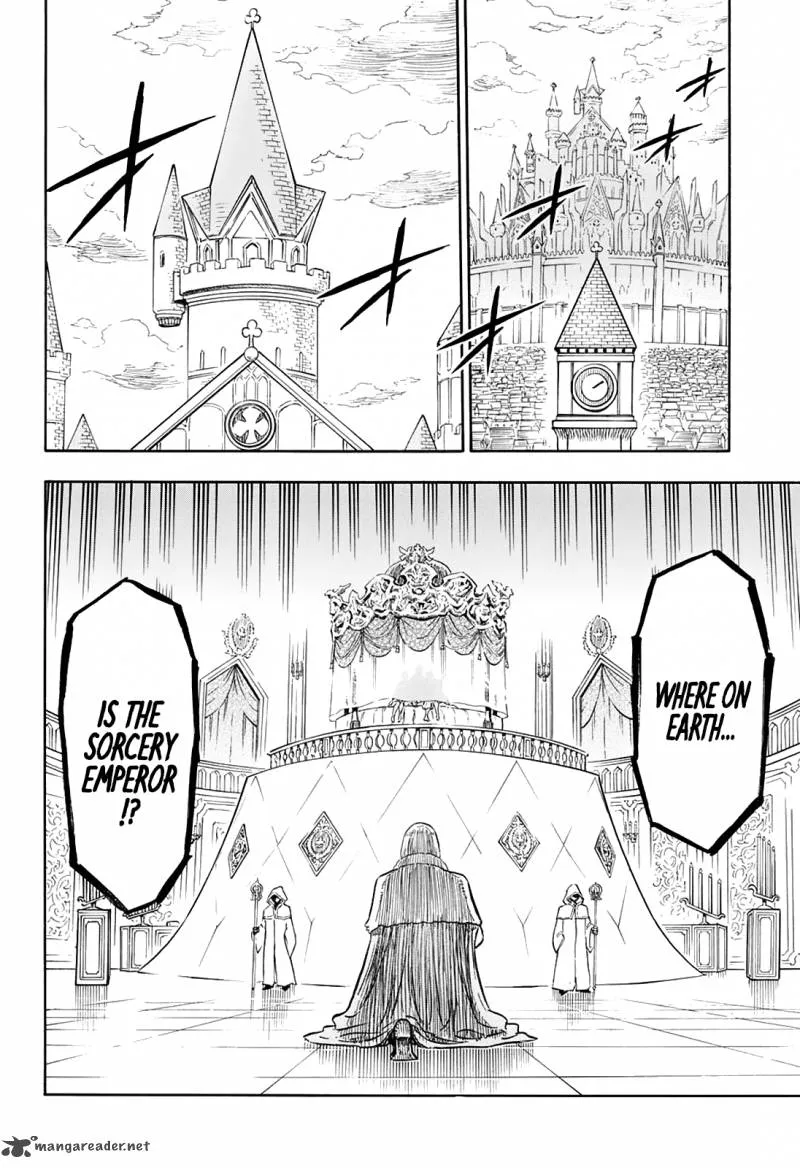 WHERE ON
EARTH...
IS THE
SORCERY
EMPEROR
!?
mangareader.net